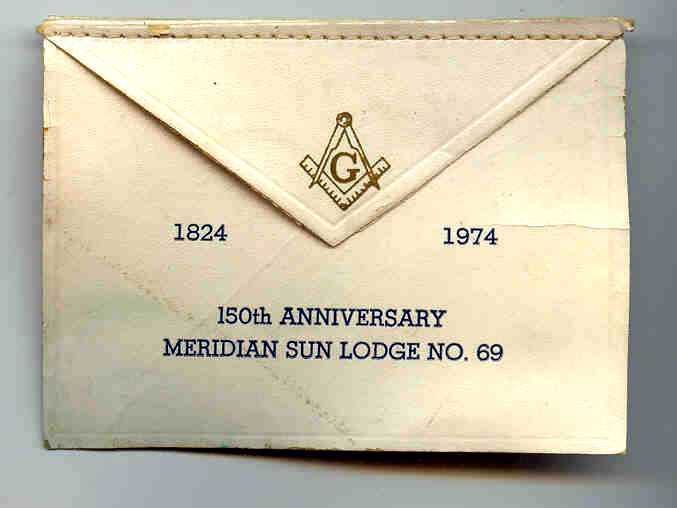 G
1824 1974
150th ANNIVERSARY
MERIDIAN SUN LODGE NO. 69